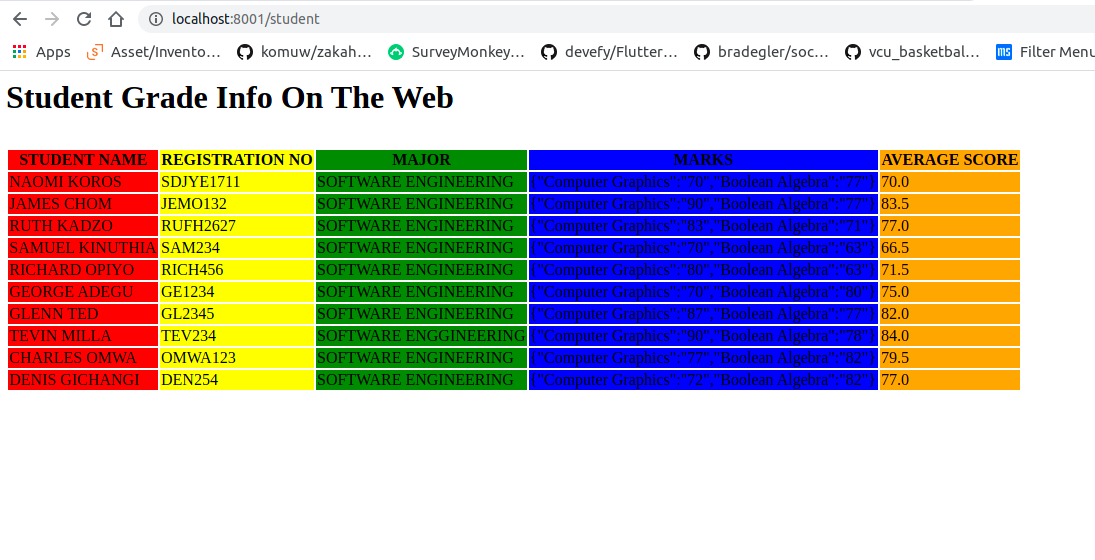 localhost:8001/student
Apps Asset/Invento... komuw/zakah... SurveyMonkey... devefy/Flutter... bradegler/soc... vcu_basketbal... ms Filter Menu
Student Grade Info On The Web
STUDENT NAME REGISTRATION NO MAJOR MARKS AVERAGE SCORE
NAOMI KOROS SDJYE1711 SOFTWARE ENGINEERING {"Computer Graphics":"70","Boolean Algebra":"77"} 70.0
JAMES CHOM JEMO132 SOFTWARE ENGINEERING {"Computer Graphics":"90","Boolean Algebra":"77"} 83.5
RUTH KADZO RUFH2627 SOFTWARE ENGINEERING {"Computer Graphics":"83","Boolean Algebra":"71"} 77.0
SAMUEL KINUTHIA SAM234 SOFTWARE ENGINEERING {"Computer Graphics":"70","Boolean Algebra":"63"} 66.5
RICHARD OPIYO RICH456 SOFTWARE ENGINEERING {"Computer Graphics":"80","Boolean Algebra":"63"} 71.5
GEORGE ADEGU GE1234 SOFTWARE ENGINEERING {"Computer Graphics":"70","Boolean Algebra":"80"} 75.0
GLENN TED GL2345 SOFTWARE ENGINEERING {"Computer Graphics":"87","Boolean Algebra":"77"} 82.0
TEVIN MILLA TEV234 SOFTWARE ENGGINEERING {"Computer Graphics":"90","Boolean Algebra":"78"} 84.0
CHARLES OMWA OMWA123 SOFTWARE ENGINEERING {"Computer Graphics":"77","Boolean Algebra":"82"} 79.5
DENIS GICHANGI DEN254 SOFTWARE ENGINEERING {"Computer Graphics":"72","Boolean Algebra":"82"} 77.0